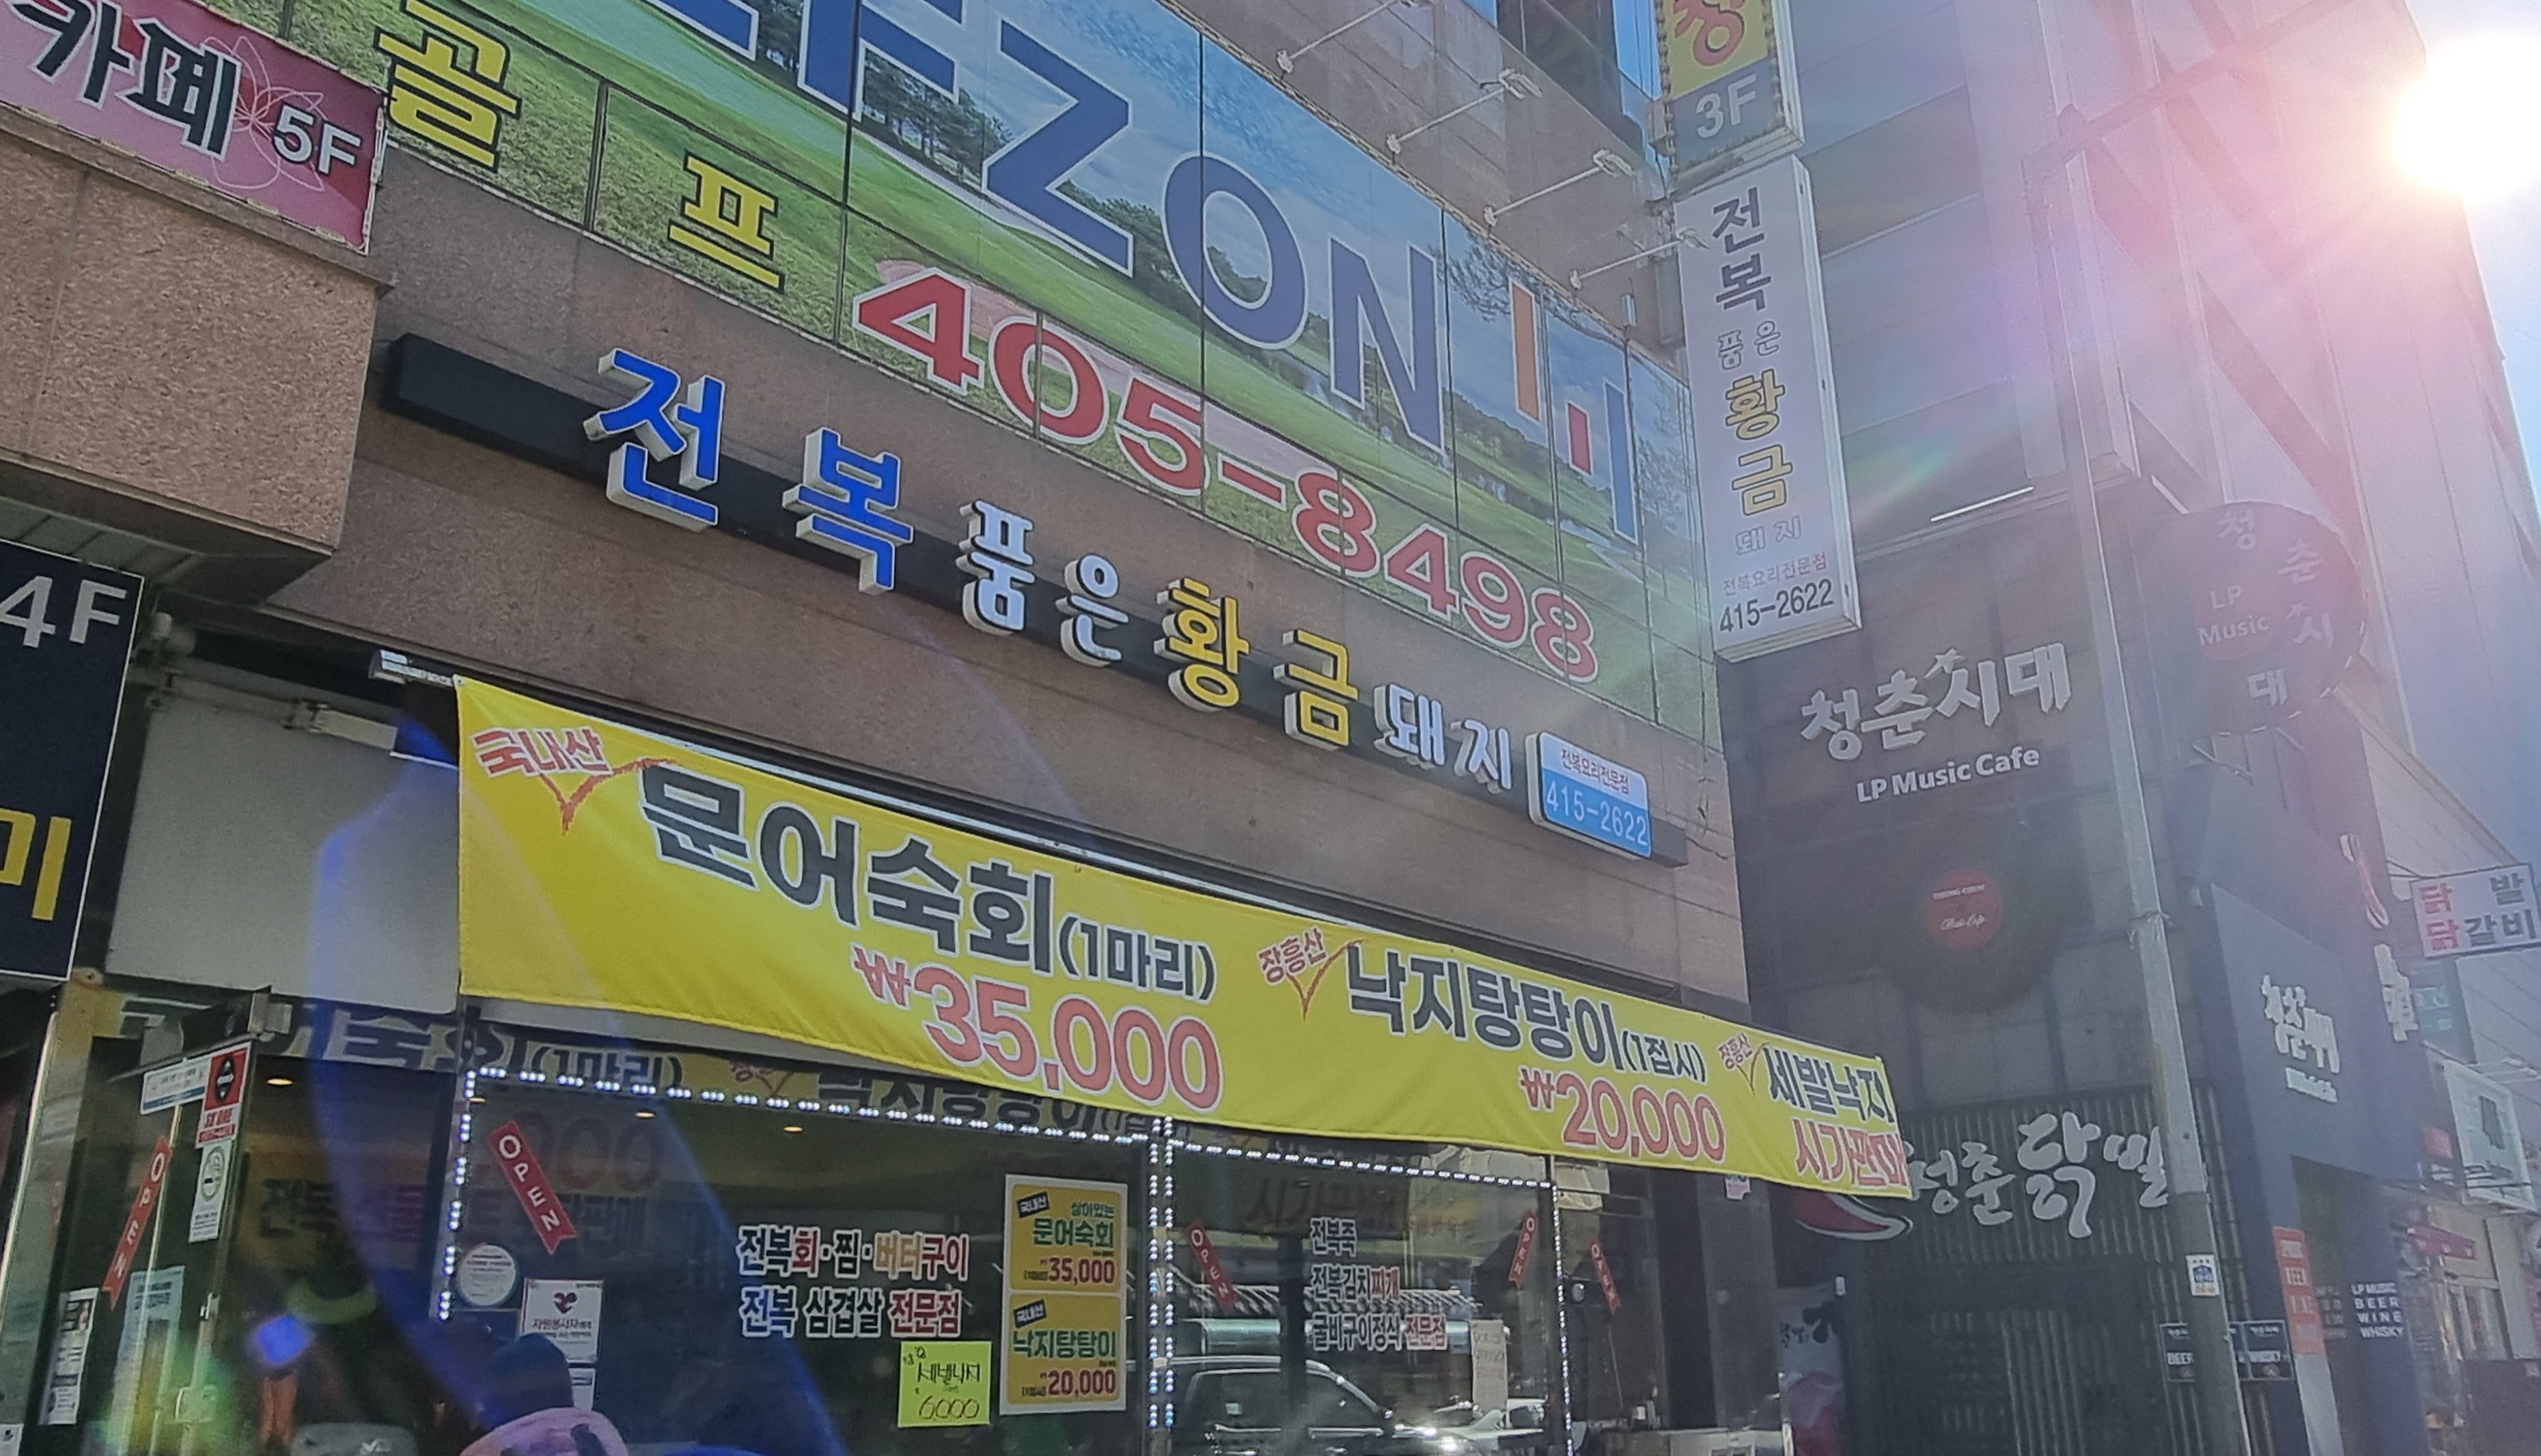 카페 5F
골프
FZON
405-8498
3F
전복
품은
황금
돼지
전복요리전문점
415-2622
전복 품은 황금 돼지
전복요리전문점
415-2622
4F
미
청춘시대
LP Music Cafe
청춘시대
LP
Music
국내산
문어숙회(1마리)
₩35,000
장흥산
낙지탕탕이(1접시)
₩20,000
장흥산
세발낙지
시가판매
청춘닭발
닭발
닭갈비
OPEN
OPEN
전복회·찜·버터구이
전복 삼겹살 전문점
국내산
살아있는
문어숙회
35,000
국내산
낙지탕탕이
20,000
세발낙지
6000
OPEN
전복죽
전복김치찌개
굴비구이정식 전문점
OPEN
OPEN
LP MUSIC
BEER
WINE
WHISKY
BEER
WHISKY